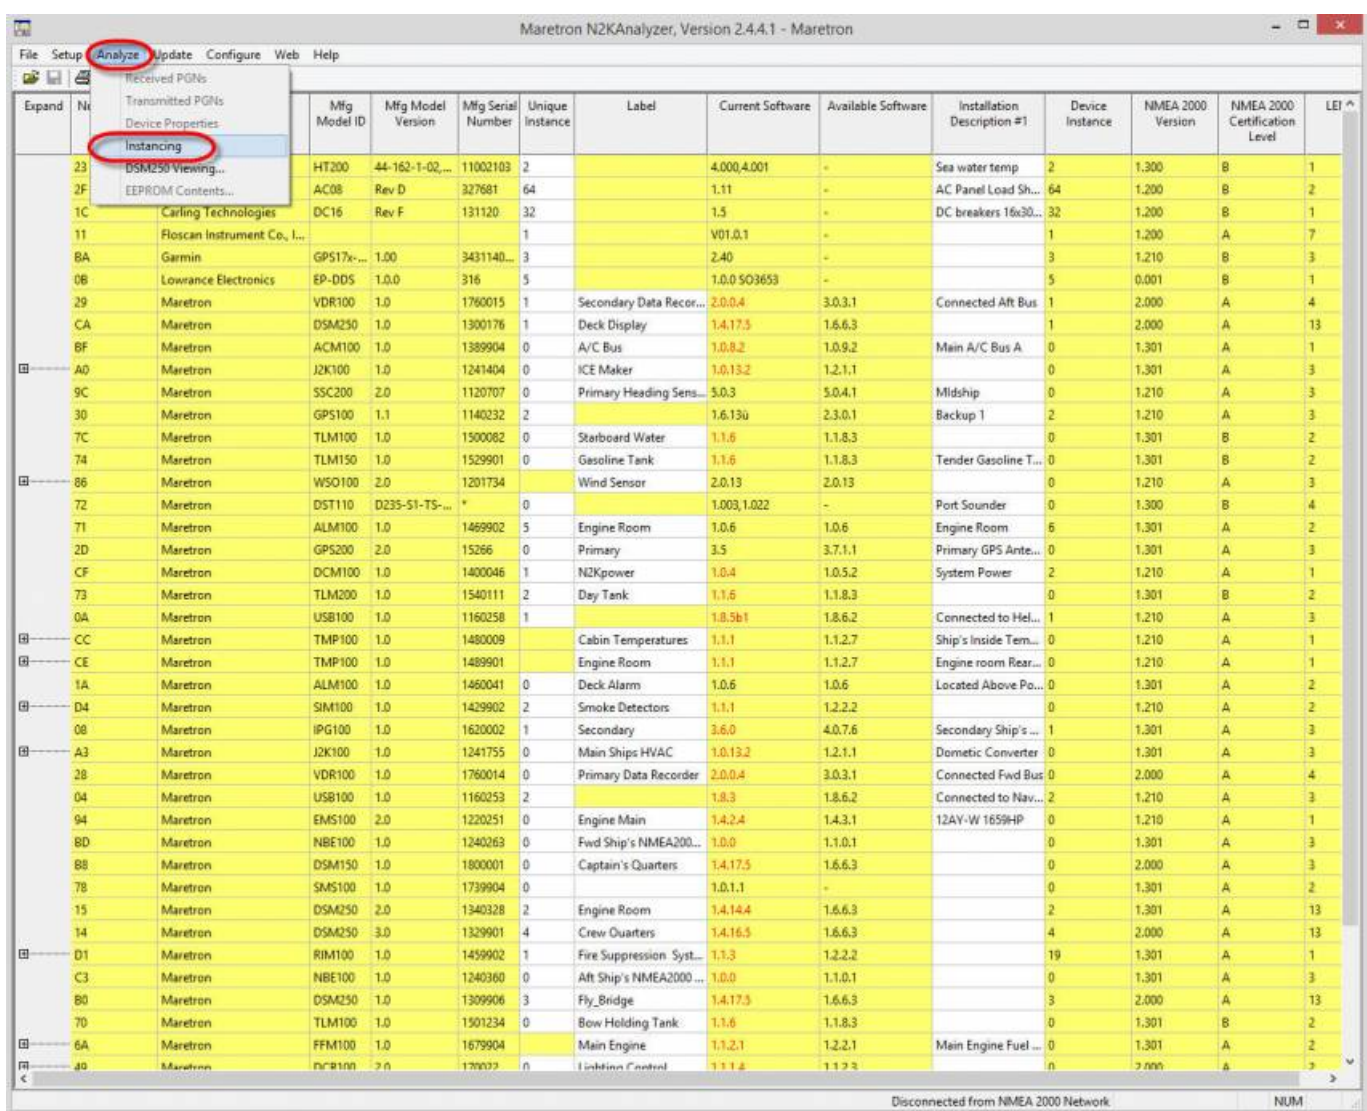 Maretron N2KAnalyzer, Version 2.4.4.1 - Maretron
File Setup Analyze Update Configure Web Help
Received PGNs
Transmitted PGNs
Device Properties
Instancing
DSM250 Viewing...
EEPROM Contents...
Expand Mfg Model ID Mfg Model Version Mfg Serial Number Unique Instance Label Current Software Available Software Installation Description #1 Device Instance NMEA 2000 Version NMEA 2000 Certification Level
23 HT200 44-162-1-02,... 11002103 2 4.000,4.001 - Sea water temp 2 1.300 B 1
2F AC08 Rev D 327681 64 1.11 - AC Panel Load Sh... 64 1.200 B 2
1C Carling Technologies DC16 Rev F 131120 32 1.5 - DC breakers 16x30... 32 1.200 B 1
11 Floscan Instrument Co., I... 1 V01.0.1 - 1 1.200 A 7
BA Garmin GPS17x-... 1.00 3431140... 3 2.40 - 3 1.210 B 3
0B Lowrance Electronics EP-DDS 1.0.0 316 5 1.0.0 SO3653 - 5 0.001 B 1
29 Maretron VDR100 1.0 1760015 1 Secondary Data Recor... 2.0.0.4 3.0.3.1 Connected Aft Bus 1 2.000 A 4
CA Maretron DSM250 1.0 1300176 1 Deck Display 1.4.17.5 1.6.6.3 1 2.000 A 13
BF Maretron ACM100 1.0 1389904 0 A/C Bus 1.0.8.2 1.0.9.2 Main A/C Bus A 0 1.301 A 1
A0 Maretron J2K100 1.0 1241404 0 ICE Maker 1.0.13.2 1.2.1.1 0 1.301 A 3
9C Maretron SSC200 2.0 1120707 0 Primary Heading Sens... 5.0.3 5.0.4.1 MIdship 0 1.210 A 3
30 Maretron GPS100 1.1 1140232 2 1.6.13ù 2.3.0.1 Backup 1 2 1.210 A 3
7C Maretron TLM100 1.0 1500082 0 Starboard Water 1.1.6 1.1.8.3 0 1.301 B 2
74 Maretron TLM150 1.0 1529901 0 Gasoline Tank 1.1.6 1.1.8.3 Tender Gasoline T... 0 1.301 B 2
86 Maretron WSO100 2.0 1201734 Wind Sensor 2.0.13 2.0.13 0 1.210 A 3
72 Maretron DST110 D235-S1-TS-... * 0 1.003,1.022 - Port Sounder 0 1.300 B 4
71 Maretron ALM100 1.0 1469902 5 Engine Room 1.0.6 1.0.6 Engine Room 6 1.301 A 2
2D Maretron GPS200 2.0 15266 0 Primary 3.5 3.7.1.1 Primary GPS Ante... 0 1.301 A 3
CF Maretron DCM100 1.0 1400046 1 N2Kpower 1.0.4 1.0.5.2 System Power 2 1.210 A 1
73 Maretron TLM200 1.0 1540111 2 Day Tank 1.1.6 1.1.8.3 0 1.301 B 2
0A Maretron USB100 1.0 1160258 1 1.8.5b1 1.8.6.2 Connected to Hel... 1 1.210 A 3
CC Maretron TMP100 1.0 1480009 Cabin Temperatures 1.1.1 1.1.2.7 Ship's Inside Tem... 0 1.210 A 1
CE Maretron TMP100 1.0 1489901 Engine Room 1.1.1 1.1.2.7 Engine room Rear... 0 1.210 A 1
1A Maretron ALM100 1.0 1460041 0 Deck Alarm 1.0.6 1.0.6 Located Above Po... 0 1.301 A 2
D4 Maretron SIM100 1.0 1429902 2 Smoke Detectors 1.1.1 1.2.2.2 0 1.210 A 2
08 Maretron IPG100 1.0 1620002 1 Secondary 3.6.0 4.0.7.6 Secondary Ship's ... 1 1.301 A 3
A3 Maretron J2K100 1.0 1241755 0 Main Ships HVAC 1.0.13.2 1.2.1.1 Dometic Converter 0 1.301 A 3
28 Maretron VDR100 1.0 1760014 0 Primary Data Recorder 2.0.0.4 3.0.3.1 Connected Fwd Bus 0 2.000 A 4
04 Maretron USB100 1.0 1160253 2 1.8.3 1.8.6.2 Connected to Nav... 2 1.210 A 3
94 Maretron EMS100 2.0 1220251 0 Engine Main 1.4.2.4 1.4.3.1 12AY-W 1659HP 0 1.210 A 1
BD Maretron NBE100 1.0 1240263 0 Fwd Ship's NMEA200... 1.0.0 1.1.0.1 0 1.301 A 3
B8 Maretron DSM150 1.0 1800001 0 Captain's Quarters 1.4.17.5 1.6.6.3 0 2.000 A 3
78 Maretron SMS100 1.0 1739904 0 1.0.1.1 - 0 1.301 A 2
15 Maretron DSM250 2.0 1340328 2 Engine Room 1.4.14.4 1.6.6.3 2 1.301 A 13
14 Maretron DSM250 3.0 1329901 4 Crew Quarters 1.4.16.5 1.6.6.3 4 2.000 A 13
D1 Maretron RIM100 1.0 1459902 1 Fire Suppression Syst... 1.1.3 1.2.2.2 19 1.301 A 1
C3 Maretron NBE100 1.0 1240360 0 Aft Ship's NMEA2000 ... 1.0.0 1.1.0.1 0 1.301 A 3
B0 Maretron DSM250 1.0 1309906 3 Fly_Bridge 1.4.17.5 1.6.6.3 3 2.000 A 13
70 Maretron TLM100 1.0 1501234 0 Bow Holding Tank 1.1.6 1.1.8.3 0 1.301 B 2
6A Maretron FFM100 1.0 1679904 Main Engine 1.1.2.1 1.2.2.1 Main Engine Fuel ... 0 1.301 A 2
49 Maretron DCR100 2.0 170022 0 Lighting Control 1.1.1.4 1.1.2.3 0 2.000 A 2
Disconnected from NMEA 2000 Network NUM